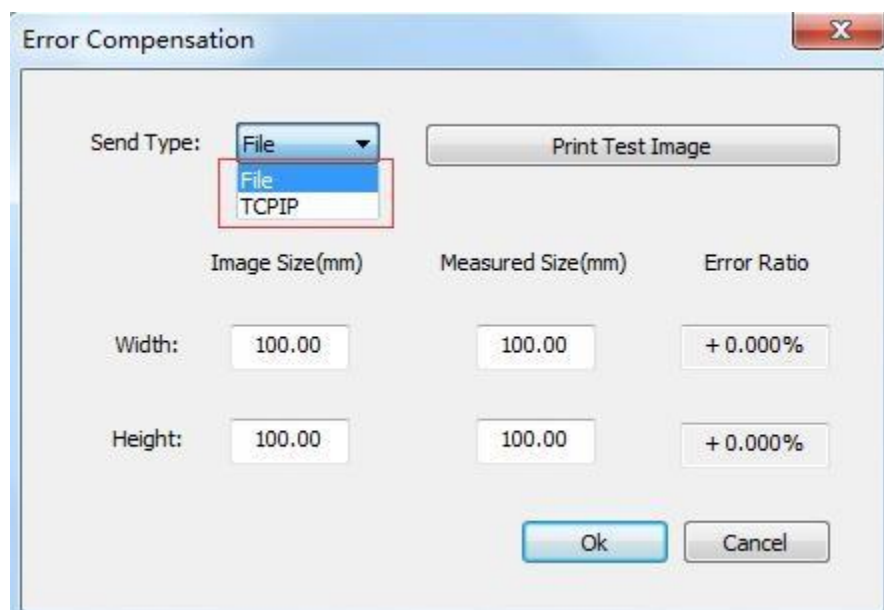 Error Compensation
Send Type: File Print Test Image
File
TCPIP
Image Size(mm) Measured Size(mm) Error Ratio
Width: 100.00 100.00 +0.000%
Height: 100.00 100.00 +0.000%
Ok Cancel